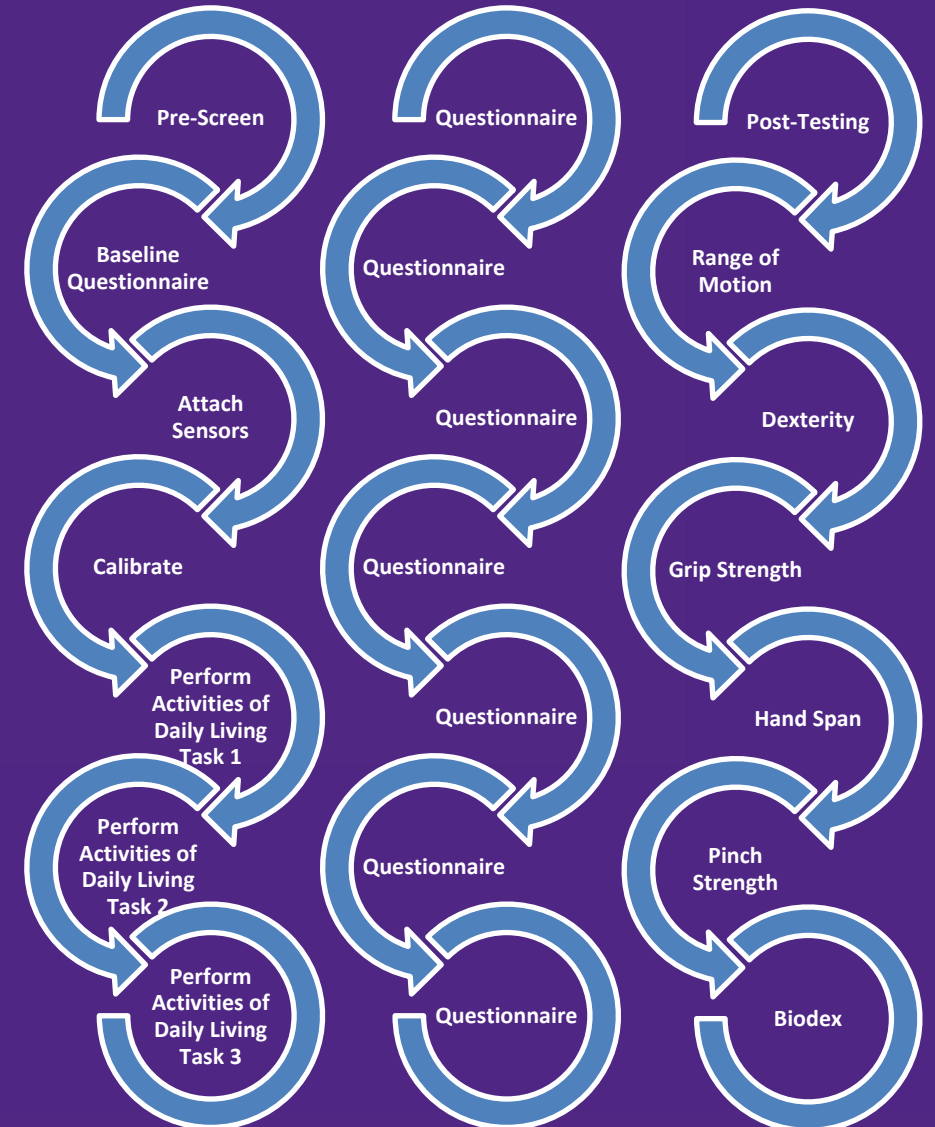 Pre-Screen
Baseline
Questionnaire
Attach
Sensors
Calibrate
Perform
Activities of
Daily Living
Task 1
Perform
Activities of
Daily Living
Task 2
Perform
Activities of
Daily Living
Task 3
Questionnaire
Questionnaire
Questionnaire
Questionnaire
Questionnaire
Questionnaire
Questionnaire
Post-Testing
Range of
Motion
Dexterity
Grip Strength
Hand Span
Pinch
Strength
Biodex